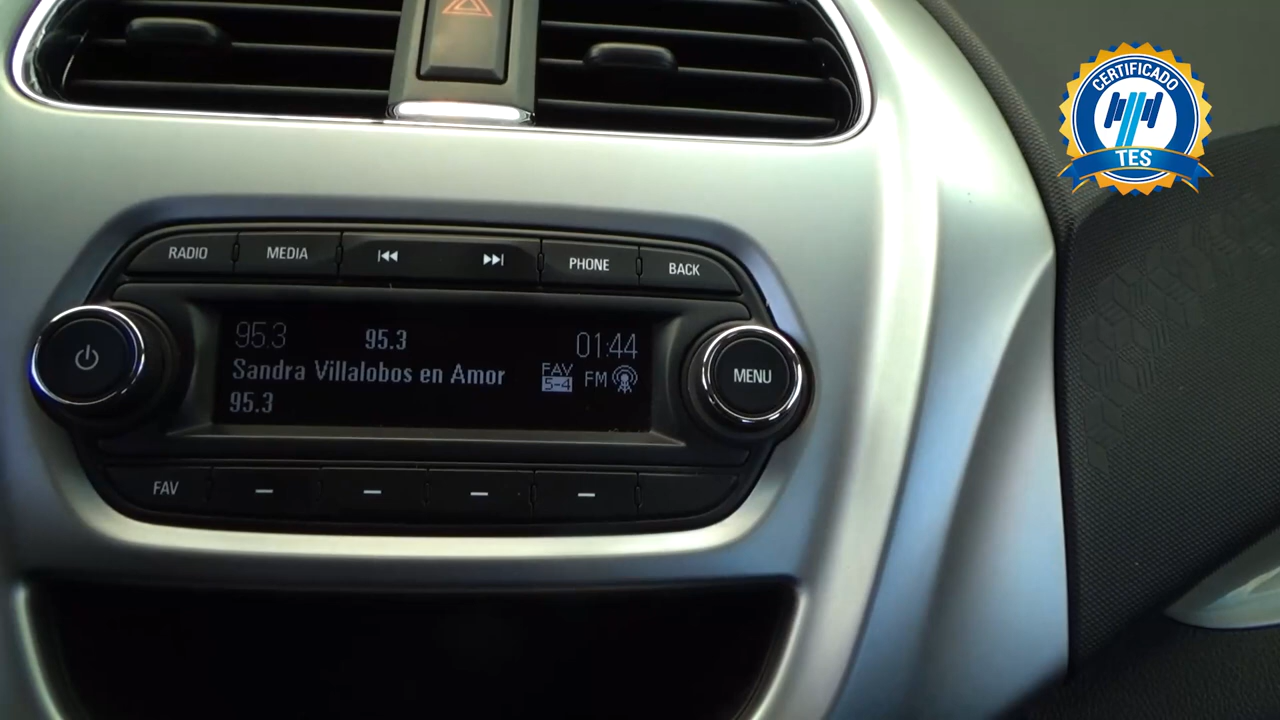 CERTIFICADO
TES
RADIO
MEDIA
PHONE
BACK
95.3
95.3
01:44
Sandra Villalobos en Amor
FAV
5-4
FM
95.3
MENU
FAV